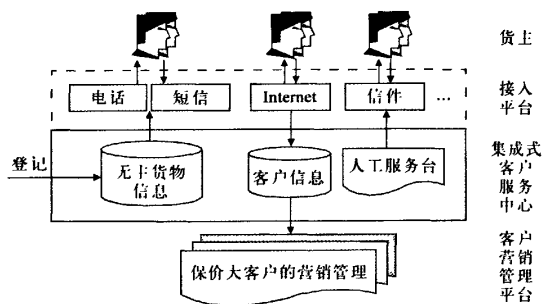 货主
电话
短信
Internet
信件
...
接入
平台
登记
无主货物
信息
客户信息
人工服务台
集成式
客户
服务
中心
保价大客户的营销管理
客户
营销
管理
平台